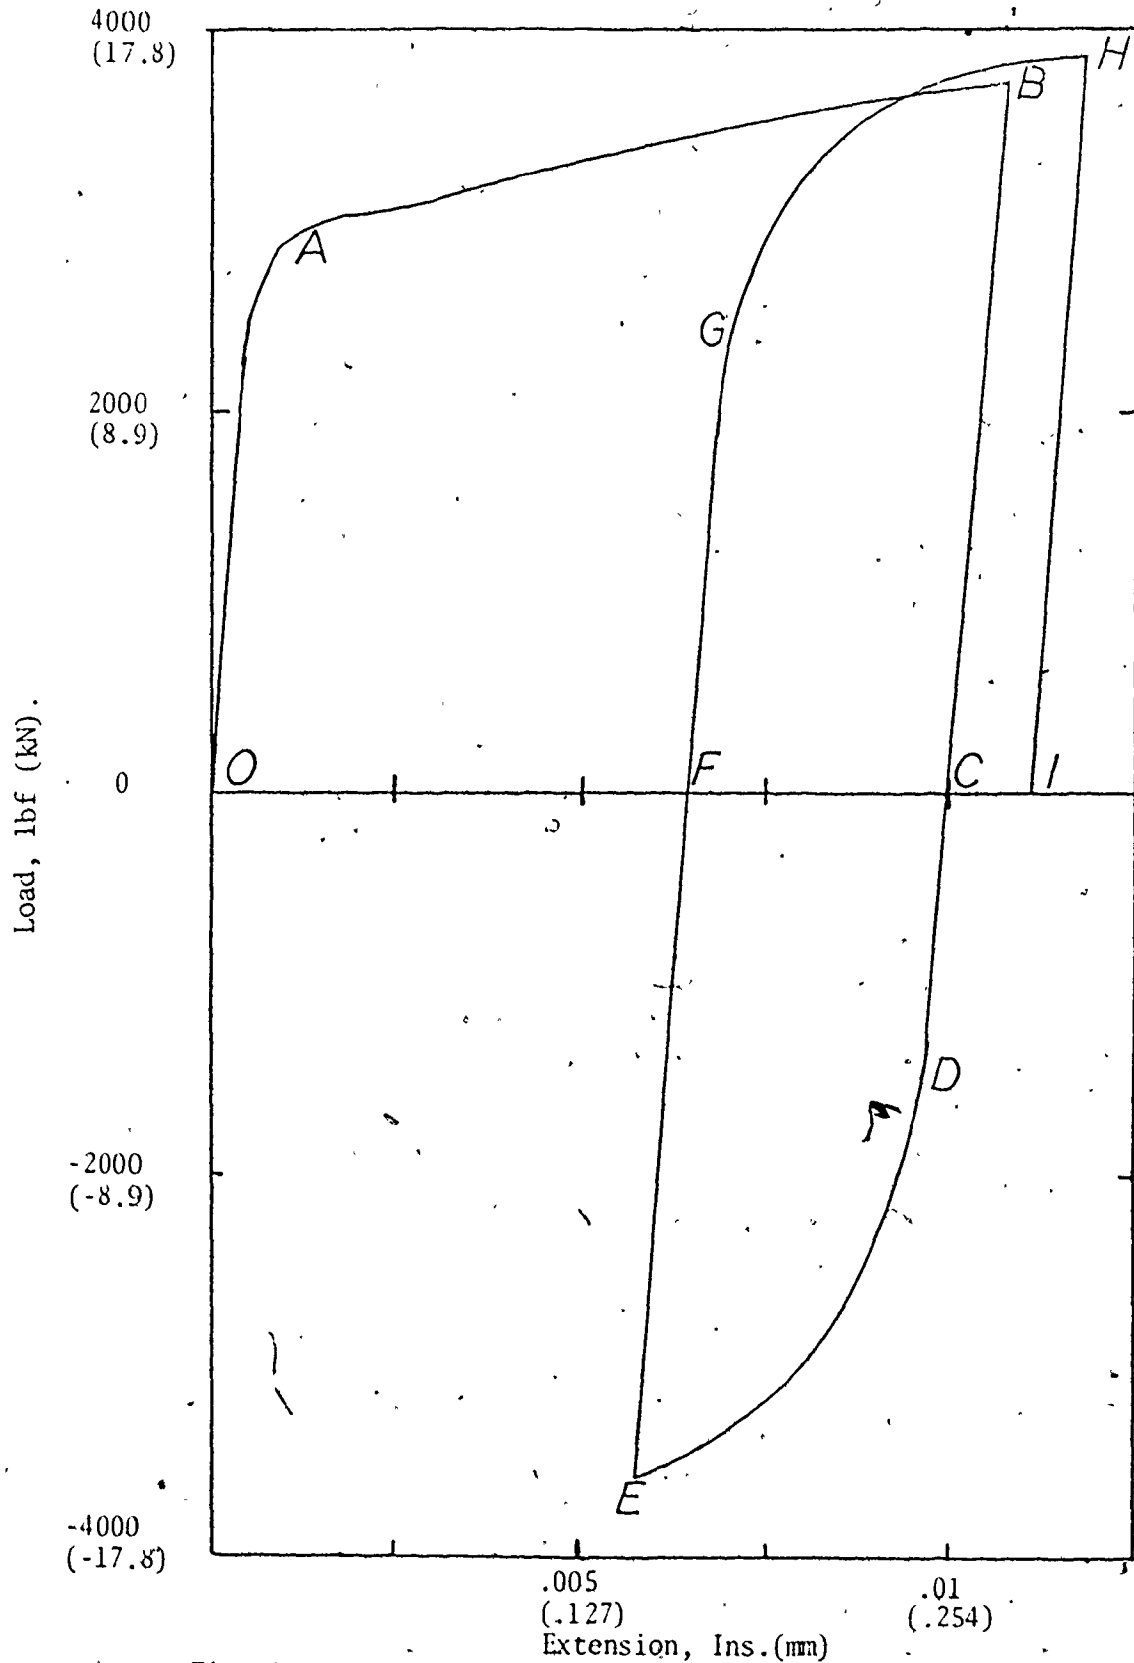 4000
(17.8)
H
B
A
G
2000
(8.9)
Load, lbf (kN).
O
F
C
I
0
D
-2000
(-8.9)
E
-4000
(-17.8)
.005
(.127)
.01
(.254)
Extension, Ins.(mm)